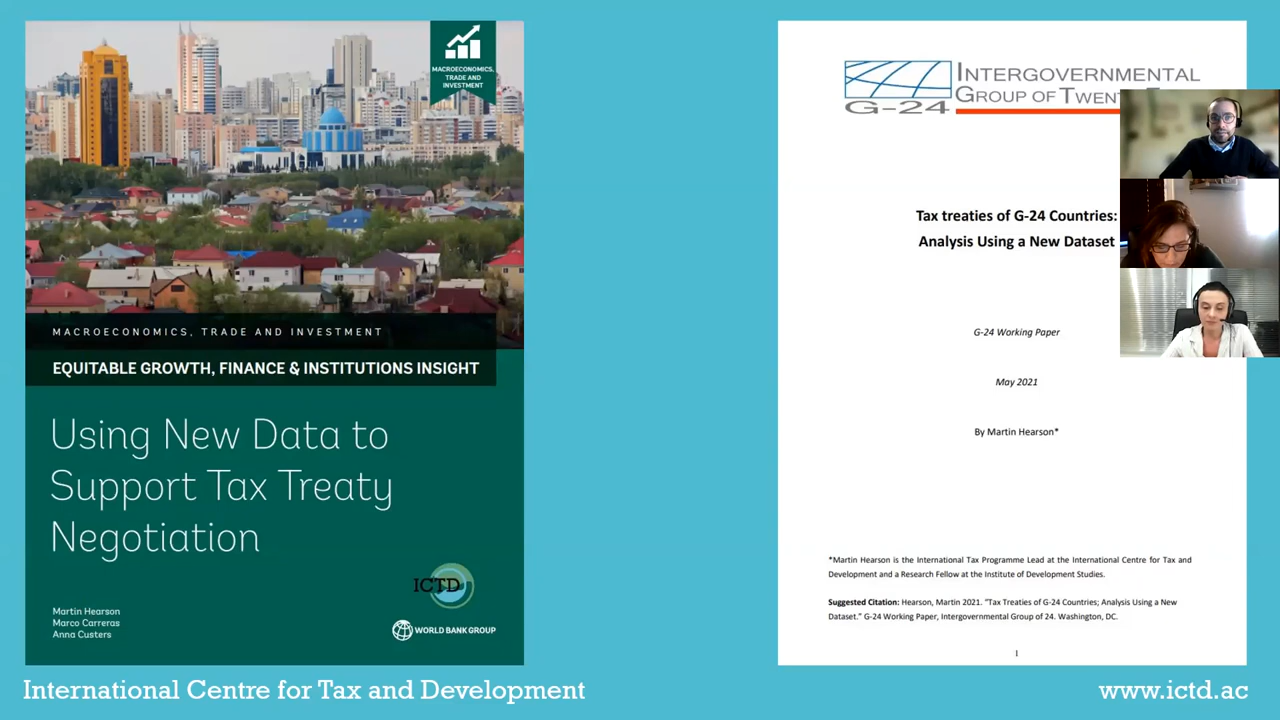 MACROECONOMICS,
TRADE AND
INVESTMENT
MACROECONOMICS, TRADE AND INVESTMENT
EQUITABLE GROWTH, FINANCE & INSTITUTIONS INSIGHT
Using New Data to
Support Tax Treaty
Negotiation
ICTD
Martin Hearson
Marco Carreras
Anna Custers
WORLD BANK GROUP
INTERGOVERNMENTAL
GROUP OF
G-24
Tax treaties of G-24 Countries:
Analysis Using a New Dataset
G-24 Working Paper
May 2021
By Martin Hearson*
*Martin Hearson is the International Tax Programme Lead at the International Centre for Tax and
Development and a Research Fellow at the Institute of Development Studies.
Suggested Citation: Hearson, Martin 2021. “Tax Treaties of G-24 Countries; Analysis Using a New
Dataset.” G-24 Working Paper, Intergovernmental Group of 24. Washington, DC.
1
International Centre for Tax and Development
www.ictd.ac